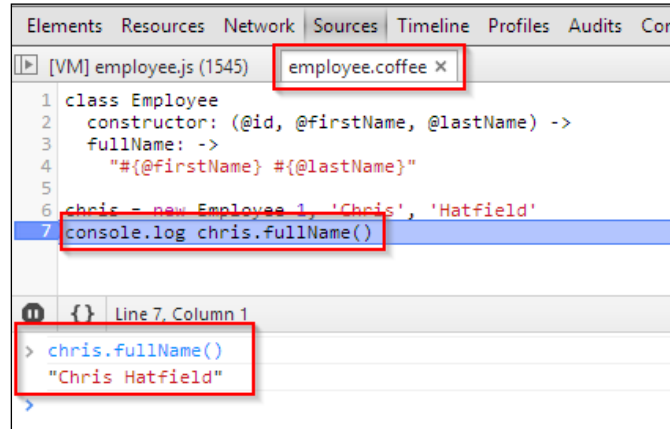 Elements Resources Network Sources Timeline Profiles Audits Con
[VM] employee.js (1545) employee.coffee ×
1 class Employee
2 constructor: (@id, @firstName, @lastName) ->
3 fullName: ->
4 "#{@firstName} #{@lastName}"
5
6 chris = new Employee 1, 'Chris', 'Hatfield'
7 console.log chris.fullName()
{} Line 7, Column 1
> chris.fullName()
"Chris Hatfield"
>